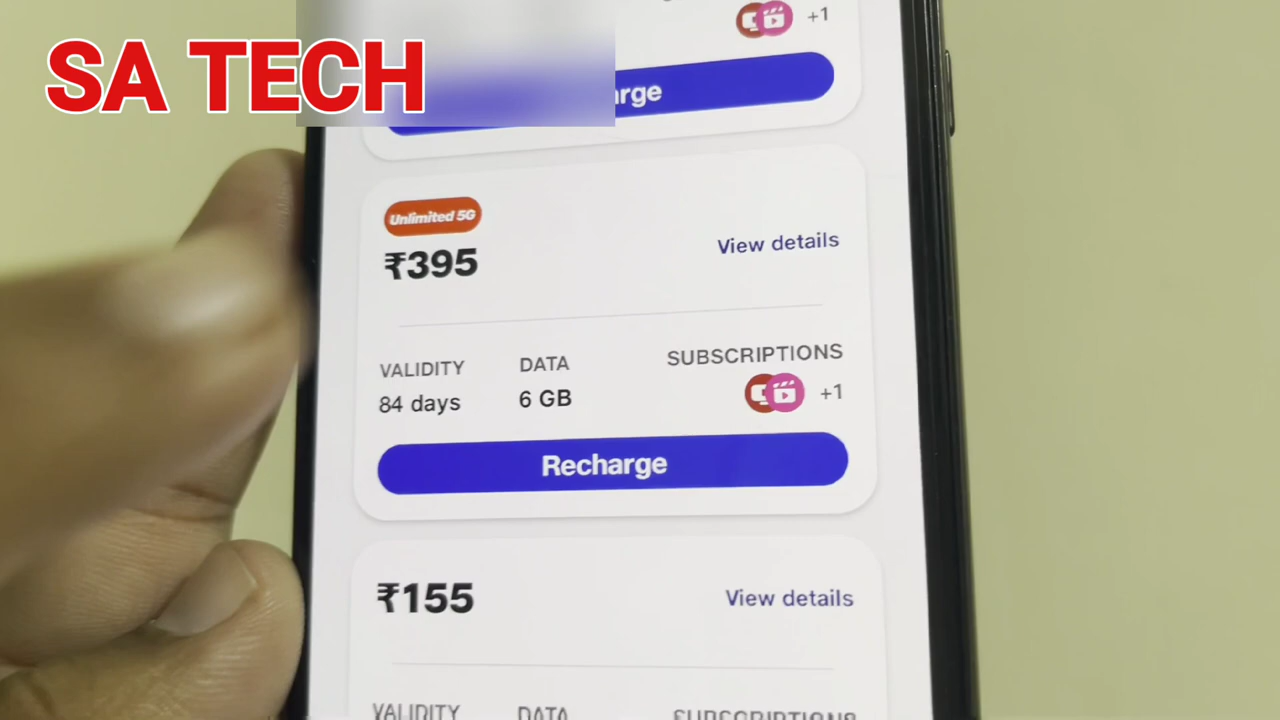 SA TECH
+1
rge
Unlimited 5G
₹395
View details
VALIDITY
DATA
SUBSCRIPTIONS
84 days
6 GB
+1
Recharge
₹155
View details
VALIDITY
DATA
SUBSCRIPTIONS